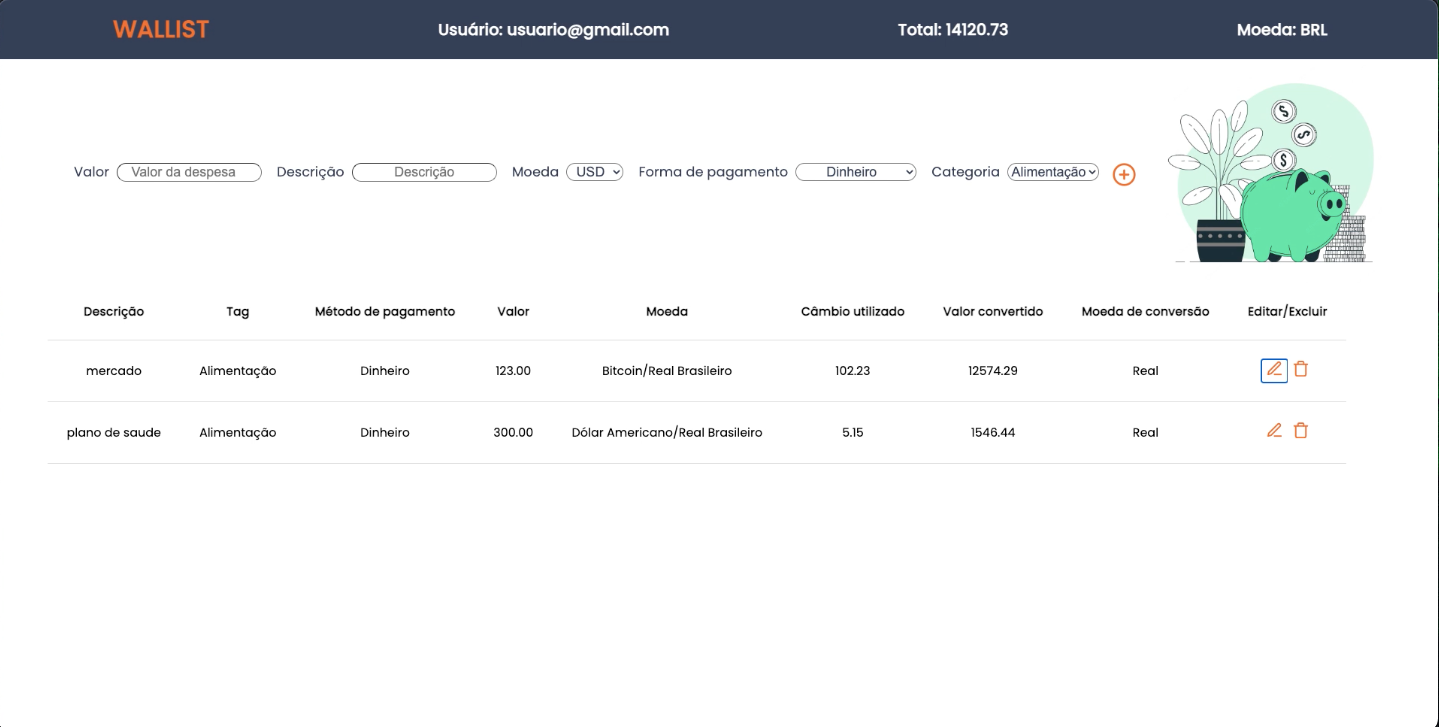 WALLIST Usuário: usuario@gmail.com Total: 14120.73 Moeda: BRL
Valor Valor da despesa Descrição Descrição Moeda USD Forma de pagamento Dinheiro Categoria Alimentação
Descrição Tag Método de pagamento Valor Moeda Câmbio utilizado Valor convertido Moeda de conversão Editar/Excluir
mercado Alimentação Dinheiro 123.00 Bitcoin/Real Brasileiro 102.23 12574.29 Real
plano de saude Alimentação Dinheiro 300.00 Dólar Americano/Real Brasileiro 5.15 1546.44 Real